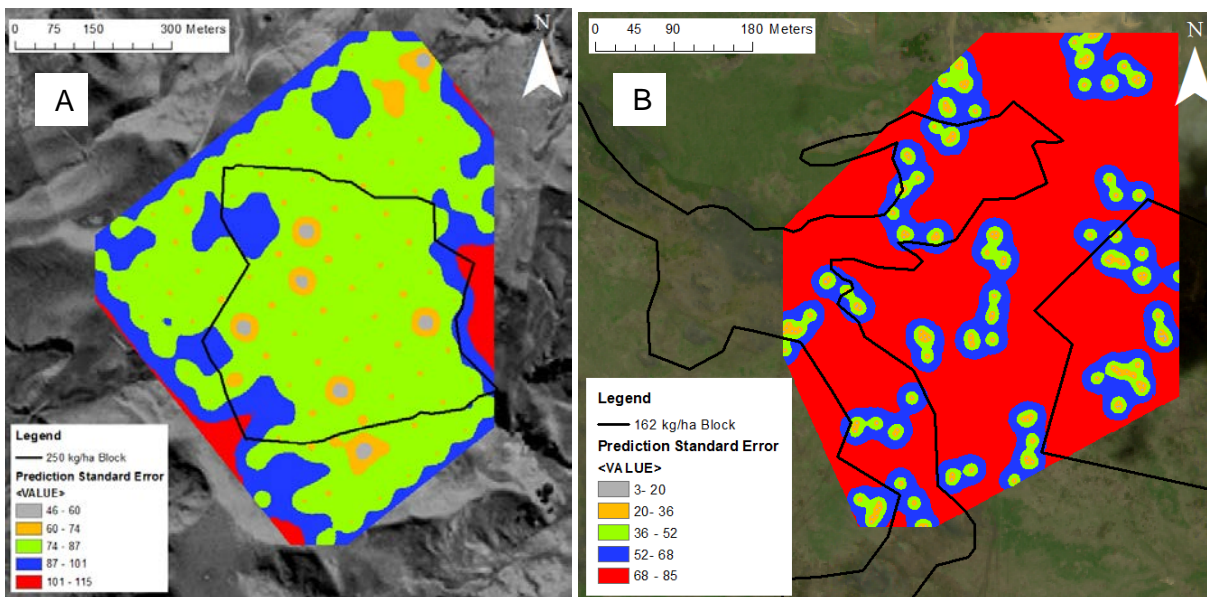 0 75 150 300 Meters
N
A
Legend
250 kg/ha Block
Prediction Standard Error
<VALUE>
46 - 60
60 - 74
74 - 87
87 - 101
101 - 115
0 45 90 180 Meters
N
B
Legend
162 kg/ha Block
Prediction Standard Error
<VALUE>
3- 20
20- 36
36 - 52
52- 68
68 - 85